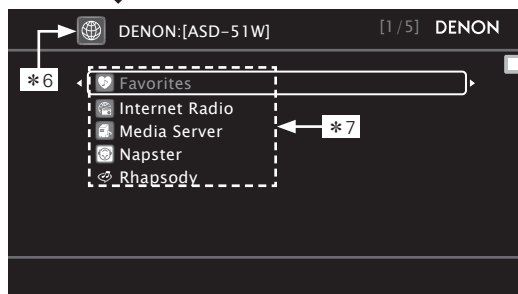 DENON:[ASD-51W] [1/5] DENON
*6
Favorites
Internet Radio
Media Server
*7
Napster
Rhapsody